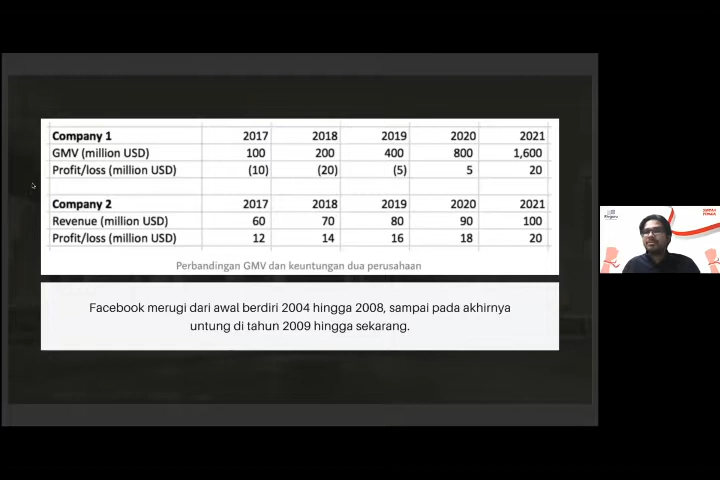 Company 1 2017 2018 2019 2020 2021
GMV (million USD) 100 200 400 800 1,600
Profit/loss (million USD) (10) (20) (5) 5 20
Company 2 2017 2018 2019 2020 2021
Revenue (million USD) 60 70 80 90 100
Profit/loss (million USD) 12 14 16 18 20
Perbandingan GMV dan keuntungan dua perusahaan
Facebook merugi dari awal berdiri 2004 hingga 2008, sampai pada akhirnya
untung di tahun 2009 hingga sekarang.